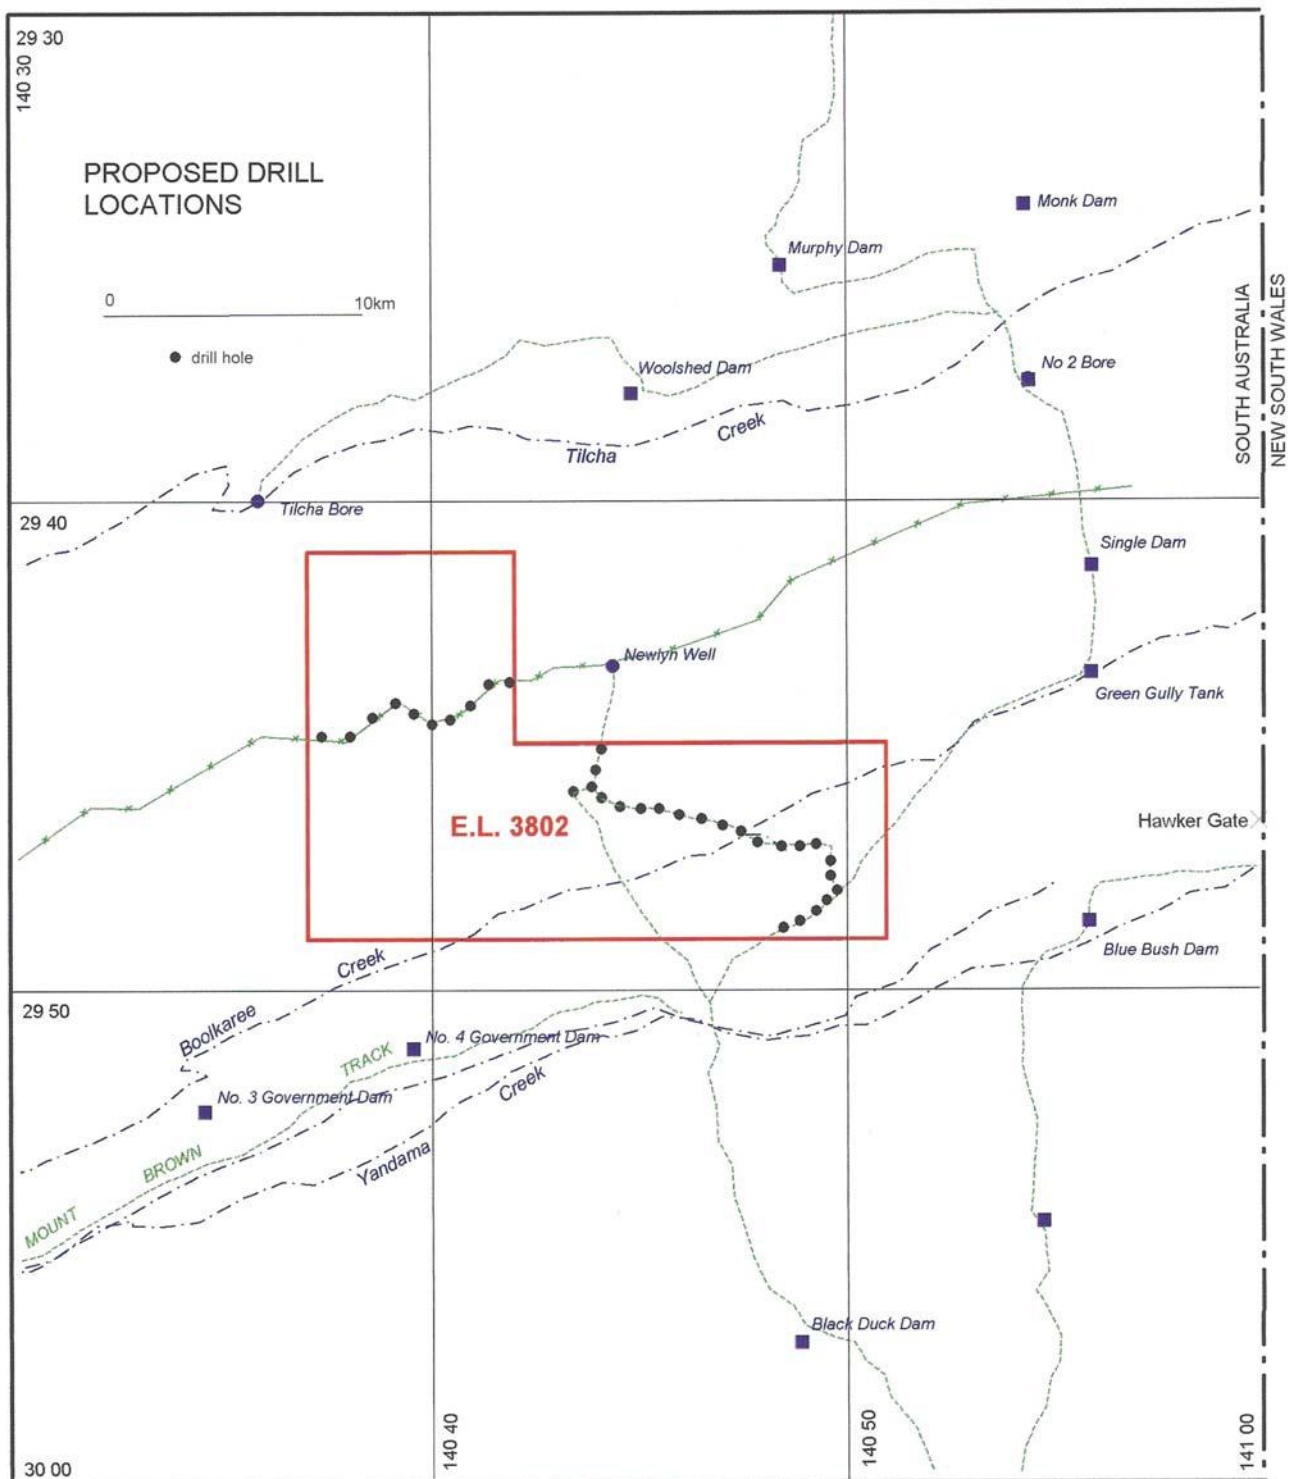 29 30
140 30
PROPOSED DRILL
LOCATIONS
0 10km
drill hole
Monk Dam
Murphy Dam
SOUTH AUSTRALIA
NEW SOUTH WALES
Woolshed Dam
No 2 Bore
Tilcha Creek
Tilcha Bore
29 40
Single Dam
Newlyn Well
Green Gully Tank
E.L. 3802
Hawker Gate
Blue Bush Dam
Boolkaree Creek
29 50
No. 4 Government Dam
No. 3 Government Dam
MOUNT BROWN TRACK
Yandama Creek
Black Duck Dam
140 40
140 50
141 00
30 00